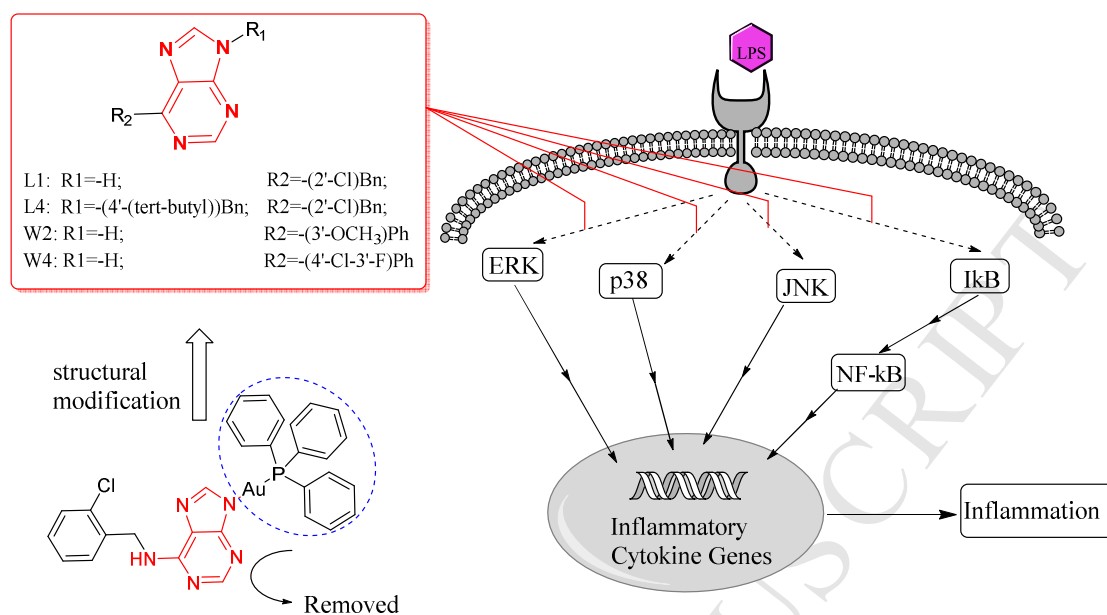 R1
N
N
R2
N
N
L1: R1=-H; R2=-(2'-Cl)Bn;
L4: R1=-(4'-(tert-butyl))Bn; R2=-(2'-Cl)Bn;
W2: R1=-H; R2=-(3'-OCH3)Ph
W4: R1=-H; R2=-(4'-Cl-3'-F)Ph
LPS
ERK
p38
JNK
IkB
NF-kB
Inflammatory
Cytokine Genes
Inflammation
structural
modification
P
Au
Cl
N
N
HN
N
N
Removed
USCRIPT